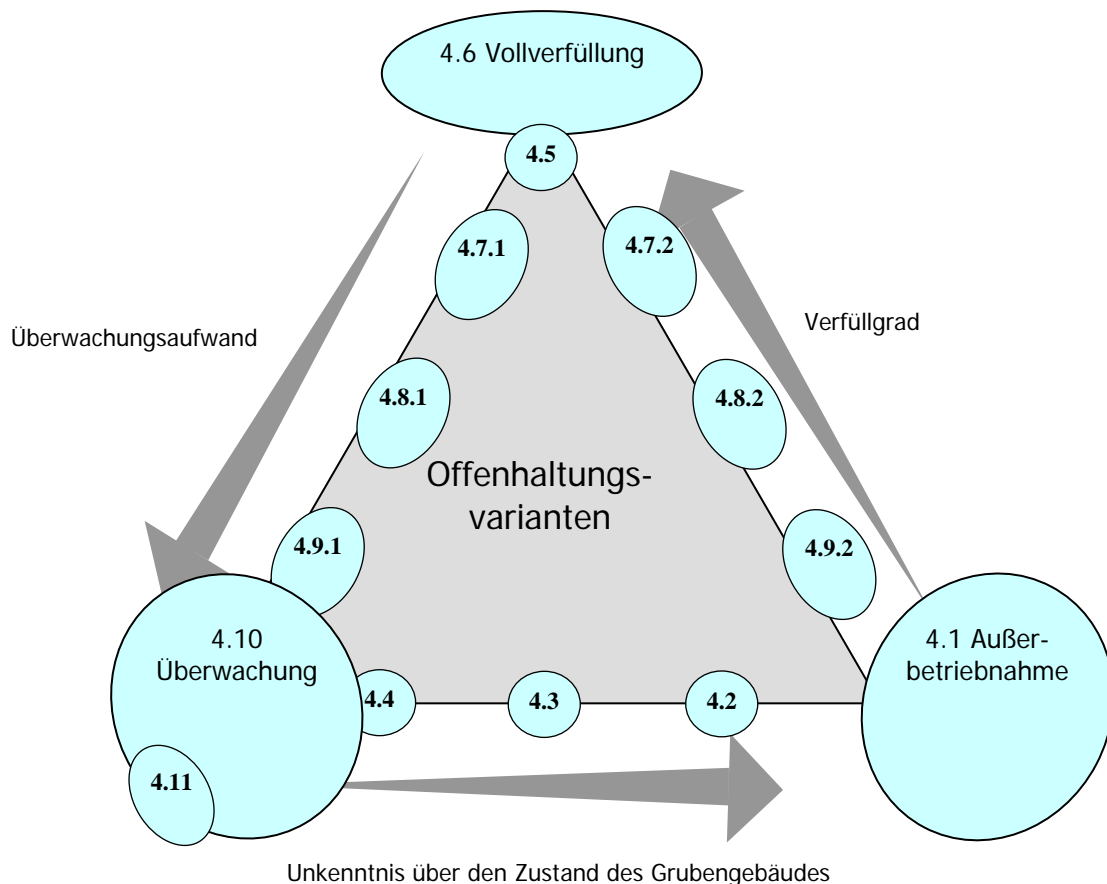 4.6 Vollverfüllung
4.5
4.7.1
4.7.2
Überwachungsaufwand
Verfüllgrad
4.8.1
4.8.2
Offenhaltungs-
varianten
4.9.1
4.9.2
4.10
Überwachung
4.1 Außer-
betriebnahme
4.4
4.3
4.2
4.11
Unkenntnis über den Zustand des Grubengebäudes